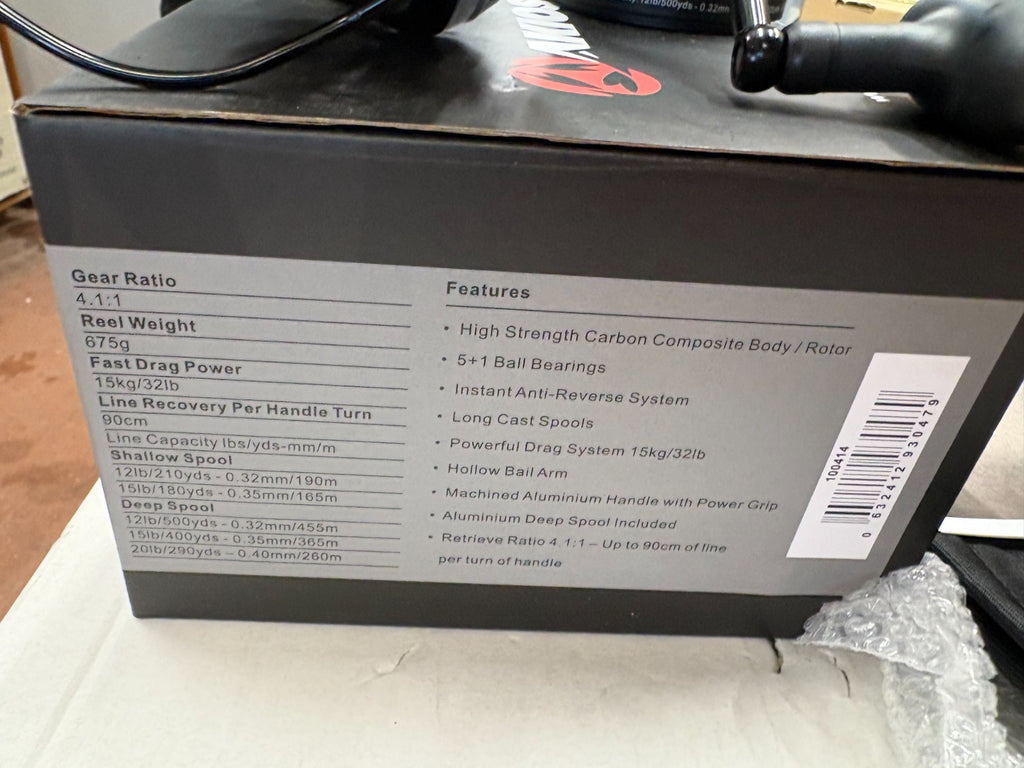 12lb/500yds - 0.32mm
Gear Ratio
4.1:1
Reel Weight
675g
Fast Drag Power
15kg/32lb
Line Recovery Per Handle Turn
90cm
Line Capacity lbs/yds-mm/m
Shallow Spool
12lb/210yds - 0.32mm/190m
15lb/180yds - 0.35mm/165m
Deep Spool
12lb/500yds - 0.32mm/455m
15lb/400yds - 0.35mm/365m
20lb/290yds – 0.40mm/260m
Features
• High Strength Carbon Composite Body / Rotor
• 5+1 Ball Bearings
• Instant Anti-Reverse System
• Long Cast Spools
• Powerful Drag System 15kg/32lb
• Hollow Bail Arm
• Machined Aluminium Handle with Power Grip
• Aluminium Deep Spool Included
• Retrieve Ratio 4.1:1 – Up to 90cm of line
per turn of handle
100414
0 632412 930479